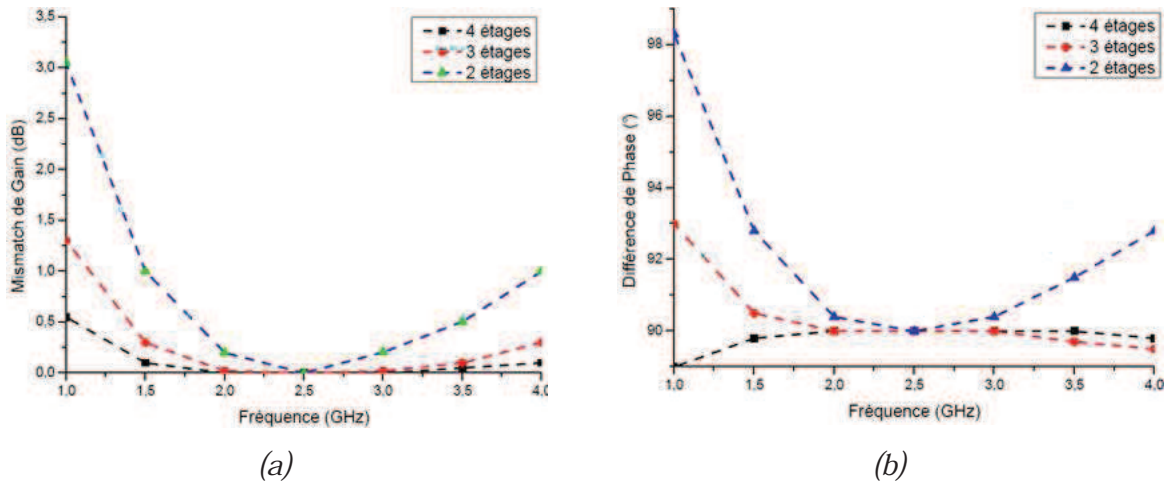 3,5
3,0
2,5
2,0
1,5
1,0
0,5
0,0
Mismatch de Gain (dB)
4 étages
3 étages
2 étages
1,0 1,5 2,0 2,5 3,0 3,5 4,0
Fréquence (GHz)
(a)
98
96
94
92
90
Différence de Phase (°)
4 étages
3 étages
2 étages
1,0 1,5 2,0 2,5 3,0 3,5 4,0
Fréquence (GHz)
(b)